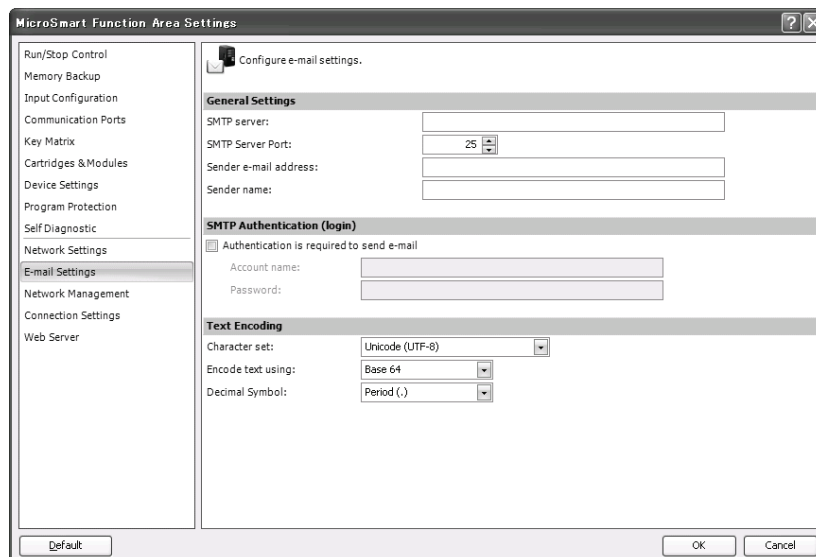 MicroSmart Function Area Settings
Run/Stop Control
Memory Backup
Input Configuration
Communication Ports
Key Matrix
Cartridges & Modules
Device Settings
Program Protection
Self Diagnostic
Network Settings
E-mail Settings
Network Management
Connection Settings
Web Server
Configure e-mail settings.
General Settings
SMTP server:
SMTP Server Port: 25
Sender e-mail address:
Sender name:
SMTP Authentication (login)
Authentication is required to send e-mail
Account name:
Password:
Text Encoding
Character set: Unicode (UTF-8)
Encode text using: Base 64
Decimal Symbol: Period (.)
Default OK Cancel